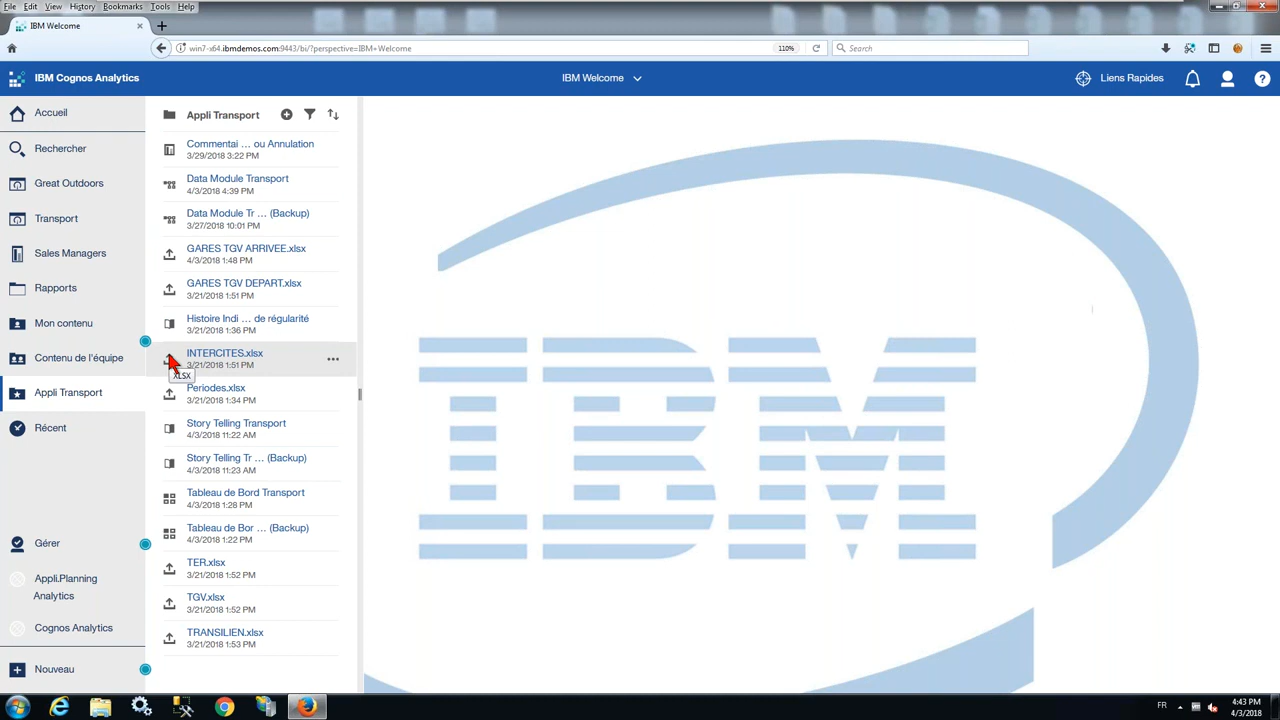 File Edit View History Bookmarks Tools Help
IBM Welcome
win7-x64.ibmdemos.com:9443/bi/?perspective=IBM+Welcome
110%
Search
IBM Cognos Analytics
IBM Welcome
Liens Rapides
Accueil
Rechercher
Great Outdoors
Transport
Sales Managers
Rapports
Mon contenu
Contenu de l'équipe
Appli Transport
Récent
Gérer
Appli.Planning
Analytics
Cognos Analytics
Nouveau
Appli Transport
Commentai ... ou Annulation
3/29/2018 3:22 PM
Data Module Transport
4/3/2018 4:39 PM
Data Module Tr ... (Backup)
3/27/2018 10:01 PM
GARES TGV ARRIVEE.xlsx
4/3/2018 1:48 PM
GARES TGV DEPART.xlsx
3/21/2018 1:51 PM
Histoire Indi ... de régularité
3/21/2018 1:36 PM
INTERCITES.xlsx
3/21/2018 1:51 PM
XLSX
Periodes.xlsx
3/21/2018 1:34 PM
Story Telling Transport
4/3/2018 11:22 AM
Story Telling Tr ... (Backup)
4/3/2018 11:23 AM
Tableau de Bord Transport
4/3/2018 1:28 PM
Tableau de Bor ... (Backup)
4/3/2018 1:22 PM
TER.xlsx
3/21/2018 1:52 PM
TGV.xlsx
3/21/2018 1:52 PM
TRANSILIEN.xlsx
3/21/2018 1:53 PM
IBM
FR
4:43 PM
4/3/2018